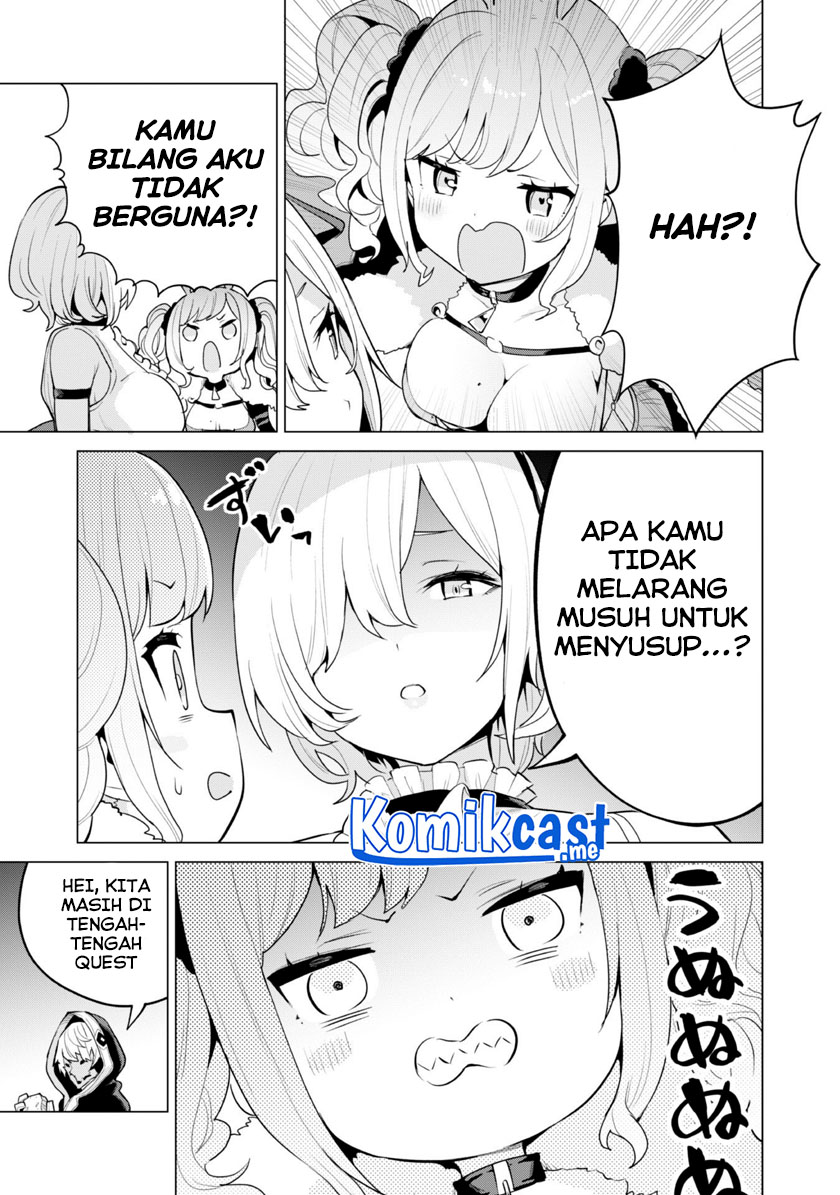 HAH?!
KAMU
BILANG AKU
TIDAK
BERGUNA?!
ずいっ
APA KAMU
TIDAK
MELARANG
MUSUH UNTUK
MENYUSUP...?
Komikcast
.me
うぬぬぬぬ
HEI, KITA
MASIH DI
TENGAH-
TENGAH
QUEST